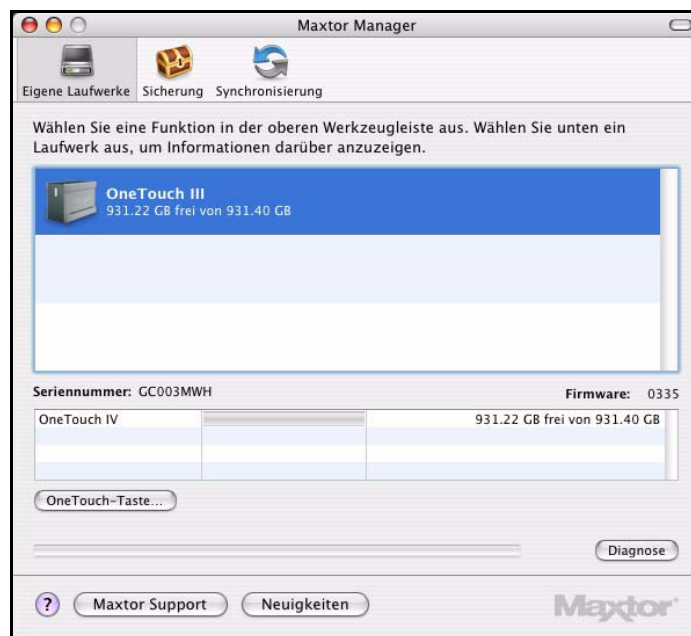 Maxtor Manager
Eigene Laufwerke Sicherung Synchronisierung
Wählen Sie eine Funktion in der oberen Werkzeugleiste aus. Wählen Sie unten ein
Laufwerk aus, um Informationen darüber anzuzeigen.
OneTouch III
931.22 GB frei von 931.40 GB
Seriennummer: GC003MWH Firmware: 0335
OneTouch IV 931.22 GB frei von 931.40 GB
OneTouch-Taste...
Diagnose
? Maxtor Support Neuigkeiten Maxtor